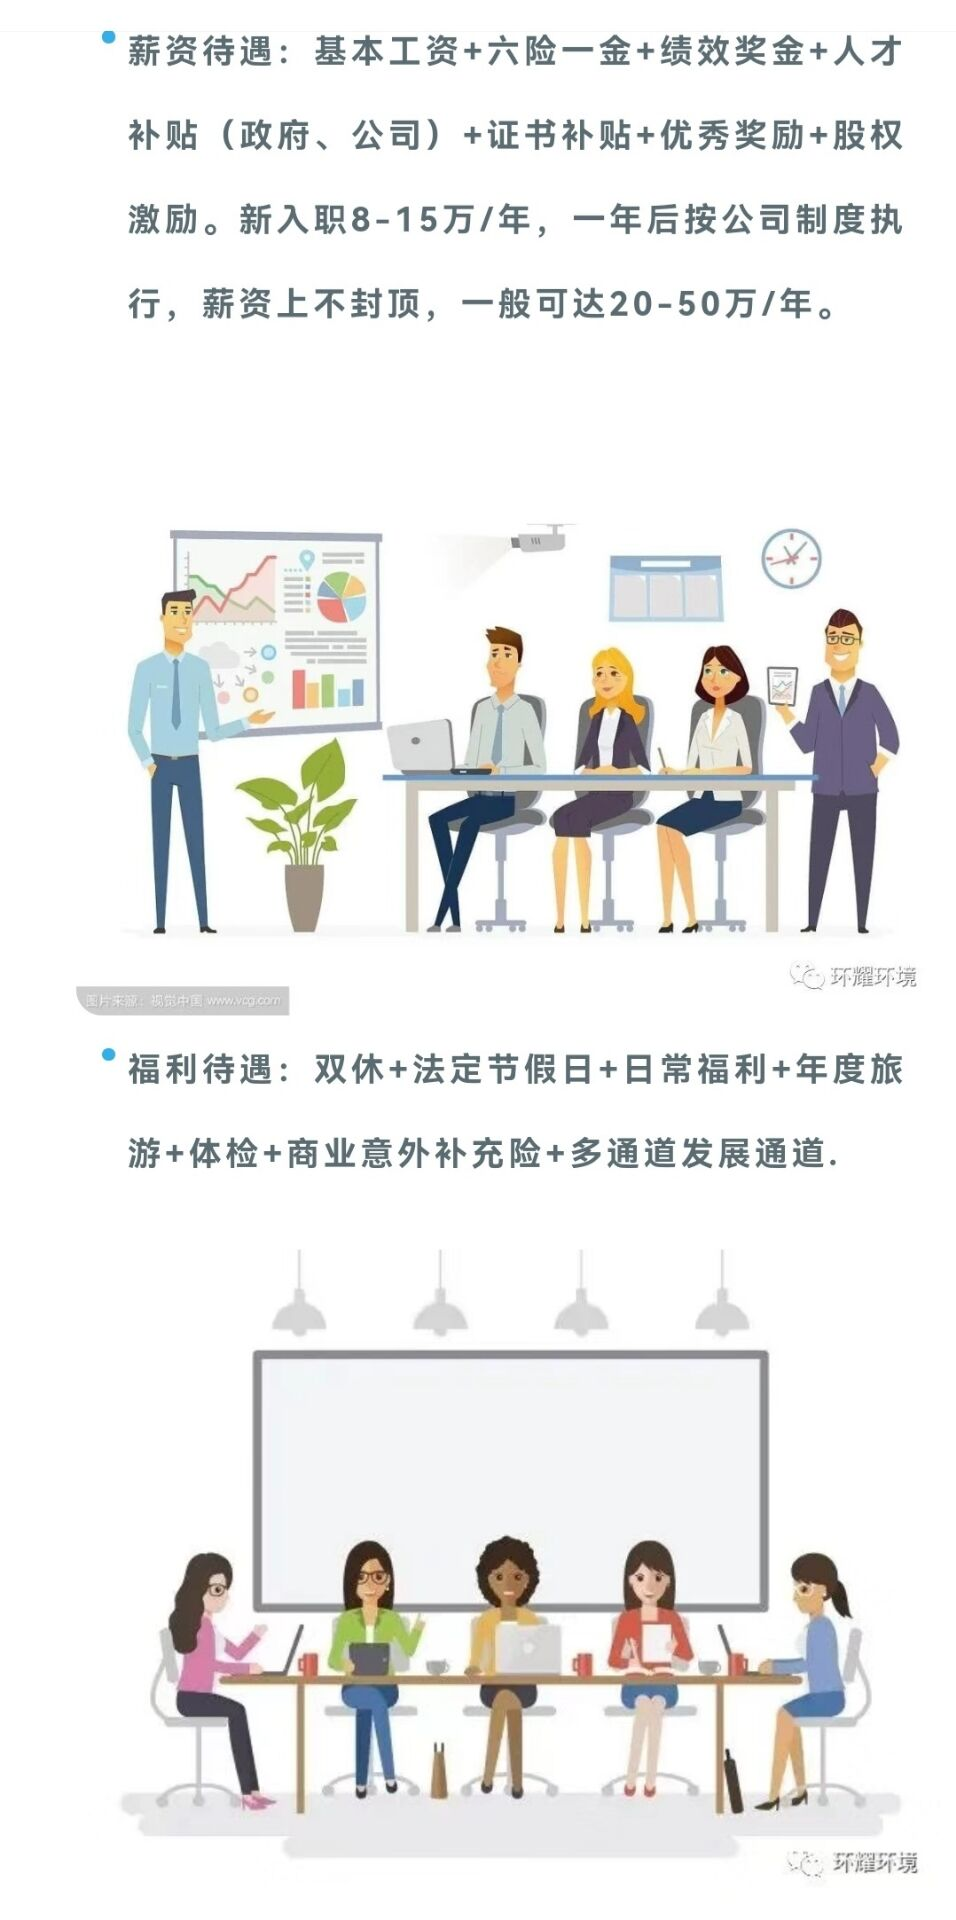 薪资待遇：基本工资+六险一金+绩效奖金+人才
补贴（政府、公司）+证书补贴+优秀奖励+股权
激励。新入职8-15万/年，一年后按公司制度执
行，薪资上不封顶，一般可达20-50万/年。
环耀环境
图片来源：视觉中国 www.vcg.com
福利待遇：双休+法定节假日+日常福利+年度旅
游+体检+商业意外补充险+多通道发展通道.
环耀环境